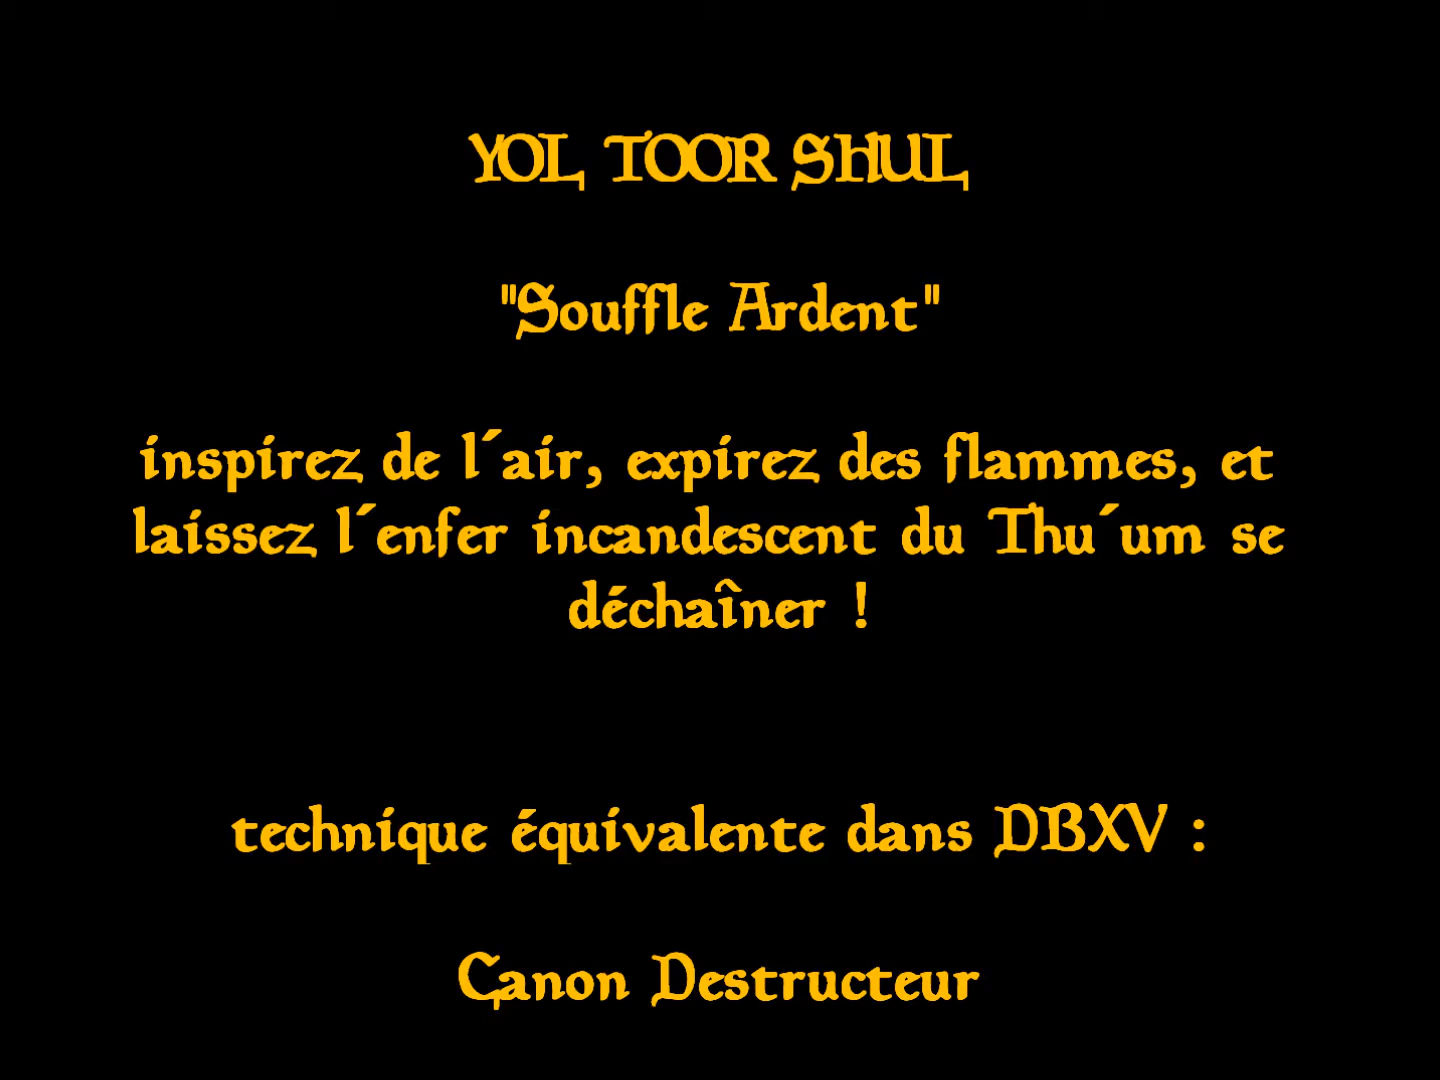 YOL TOOR SHUL
"Souffle Ardent"
inspirez de l´air, expirez des flammes, et
laissez l´enfer incandescent du Thu´um se
déchaîner !
technique équivalente dans DBXV :
Canon Destructeur